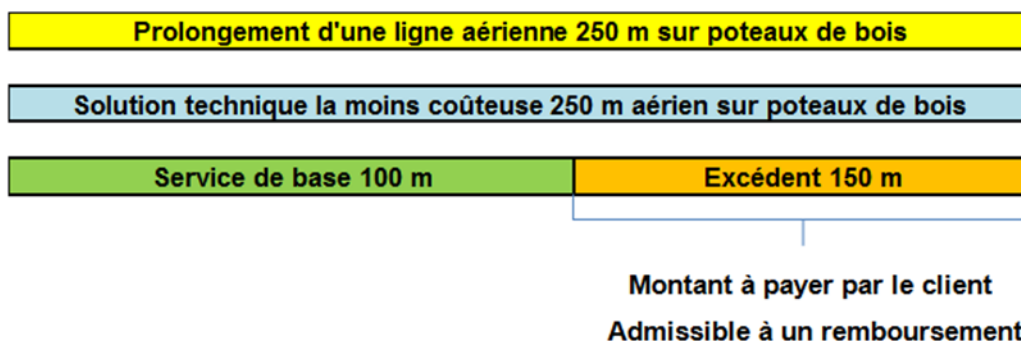 Prolongement d'une ligne aérienne 250 m sur poteaux de bois
Solution technique la moins coûteuse 250 m aérien sur poteaux de bois
Service de base 100 m
Excédent 150 m
Montant à payer par le client
Admissible à un remboursement